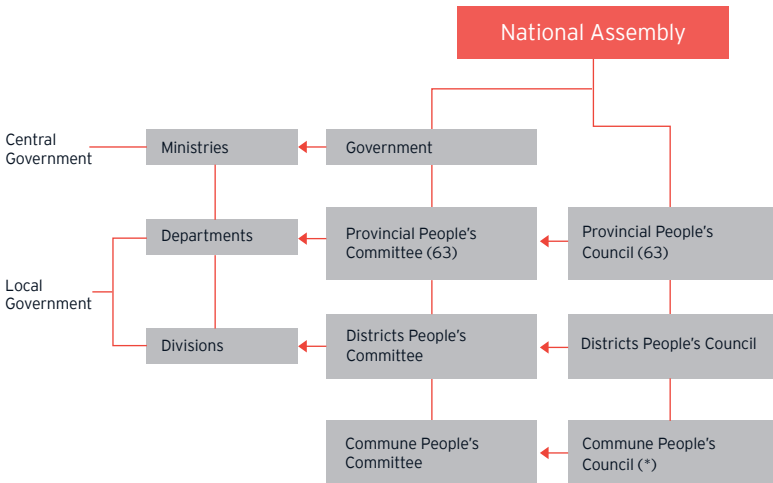 National Assembly
Central
Government
Ministries
Government
Departments
Provincial People's
Committee (63)
Provincial People's
Council (63)
Local
Government
Divisions
Districts People's
Committee
Districts People's Council
Commune People's
Committee
Commune People's
Council (*)